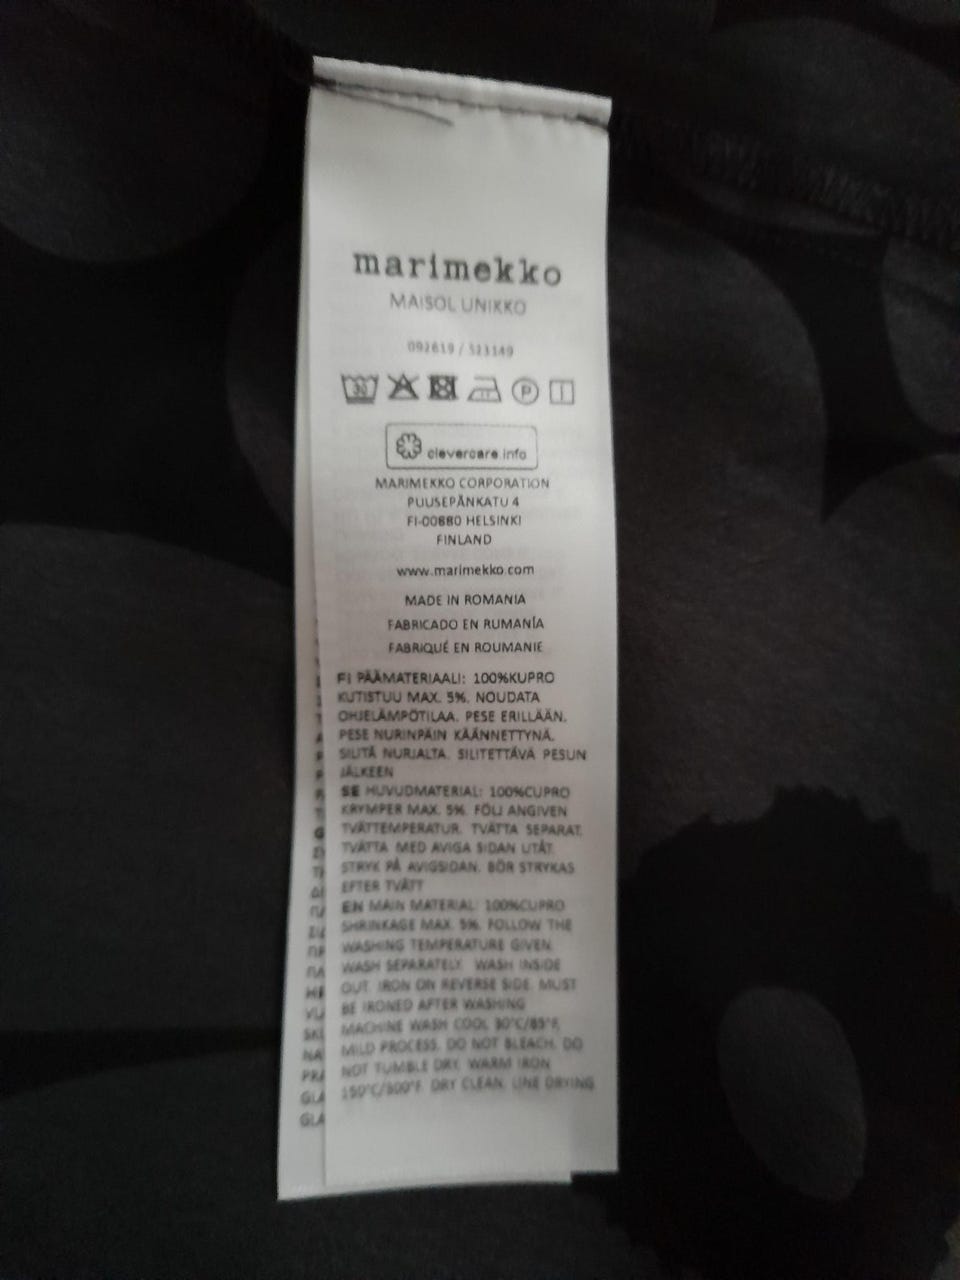 marimekko
MAISOL UNIKKO
092619 / 523149
30 P
clevercare.info
MARIMEKKO CORPORATION
PUUSEPÄNKATU 4
FI-00880 HELSINKI
FINLAND
www.marimekko.com
MADE IN ROMANIA
FABRICADO EN RUMANÍA
FABRIQUÉ EN ROUMANIE
FI PÄÄMATERIAALI: 100%KUPRO
KUTISTUU MAX. 5%. NOUDATA
OHJELÄMPÖTILAA. PESE ERILLÄÄN.
PESE NURINPÄIN KÄÄNNETTYNÄ.
SILITÄ NURJALTA. SILITETTÄVÄ PESUN
JÄLKEEN
SE HUVUDMATERIAL: 100%CUPRO
KRYMPER MAX. 5%. FÖLJ ANGIVEN
TVÄTTEMPERATUR. TVÄTTA SEPARAT.
TVÄTTA MED AVIGA SIDAN UTÅT.
STRYK PÅ AVIGSIDAN. BÖR STRYKAS
EFTER TVÄTT
EN MAIN MATERIAL: 100%CUPRO
SHRINKAGE MAX. 5%. FOLLOW THE
WASHING TEMPERATURE GIVEN.
WASH SEPARATELY. WASH INSIDE
OUT. IRON ON REVERSE SIDE. MUST
BE IRONED AFTER WASHING
MACHINE WASH COOL 30°C/85°F,
MILD PROCESS. DO NOT BLEACH. DO
NOT TUMBLE DRY. WARM IRON
150°C/300°F. DRY CLEAN. LINE DRYING